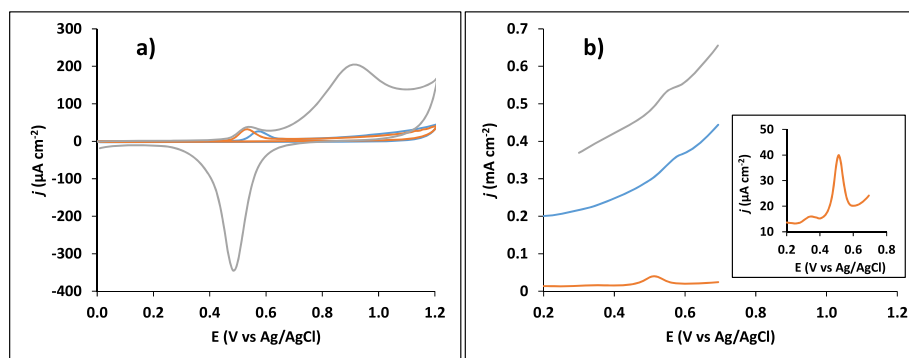 a)
300
200
100
0
-100
-200
-300
-400
j (µA cm⁻²)
0.0 0.2 0.4 0.6 0.8 1.0 1.2
E (V vs Ag/AgCl)
b)
0.7
0.6
0.5
0.4
0.3
0.2
0.1
0
j (mA cm⁻²)
0.2 0.4 0.6 0.8 1.0 1.2
E (V vs Ag/AgCl)
50
40
30
20
10
j (µA cm⁻²)
0.2 0.4 0.6 0.8
E (V vs Ag/AgCl)